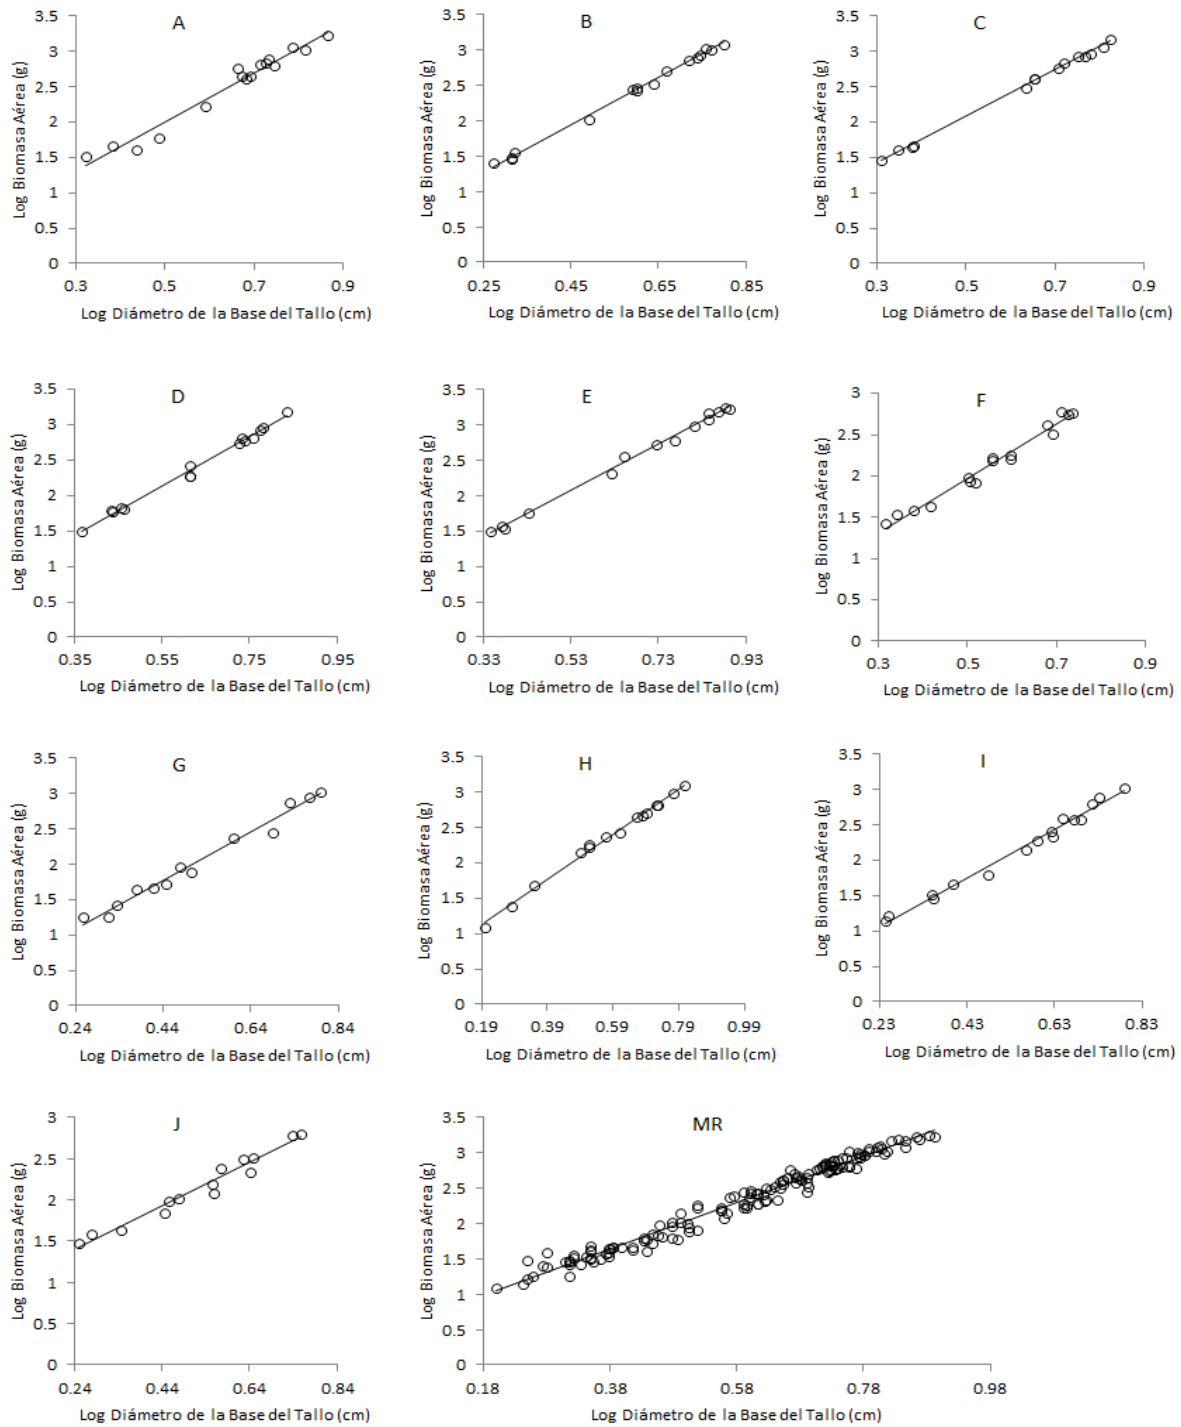 A
3.5
3
2.5
2
1.5
1
0.5
0
0.3 0.5 0.7 0.9
Log Biomasa Aérea (g)
Log Diámetro de la Base del Tallo (cm)
B
3.5
3
2.5
2
1.5
1
0.5
0
0.25 0.45 0.65 0.85
Log Biomasa Aérea (g)
Log Diámetro de la Base del Tallo (cm)
C
3.5
3
2.5
2
1.5
1
0.5
0
0.3 0.5 0.7 0.9
Log Biomasa Aérea (g)
Log Diámetro de la Base del Tallo (cm)
D
3.5
3
2.5
2
1.5
1
0.5
0
0.35 0.55 0.75 0.95
Log Biomasa Aérea (g)
Log Diámetro de la Base del Tallo (cm)
E
3.5
3
2.5
2
1.5
1
0.5
0
0.33 0.53 0.73 0.93
Log Biomasa Aérea (g)
Log Diámetro de la Base del Tallo (cm)
F
3
2.5
2
1.5
1
0.5
0
0.3 0.5 0.7 0.9
Log Biomasa Aérea (g)
Log Diámetro de la Base del Tallo (cm)
G
3.5
3
2.5
2
1.5
1
0.5
0
0.24 0.44 0.64 0.84
Log Biomasa Aérea (g)
Log Diámetro de la Base del Tallo (cm)
H
3.5
3
2.5
2
1.5
1
0.5
0
0.19 0.39 0.59 0.79 0.99
Log Biomasa Aérea (g)
Log Diámetro de la Base del Tallo (cm)
I
3.5
3
2.5
2
1.5
1
0.5
0
0.23 0.43 0.63 0.83
Log Biomasa Aérea (g)
Log Diámetro de la Base del Tallo (cm)
J
3
2.5
2
1.5
1
0.5
0
0.24 0.44 0.64 0.84
Log Biomasa Aérea (g)
Log Diámetro de la Base del Tallo (cm)
MR
3.5
3
2.5
2
1.5
1
0.5
0
0.18 0.38 0.58 0.78 0.98
Log Biomasa Aérea (g)
Log Diámetro de la Base del Tallo (cm)